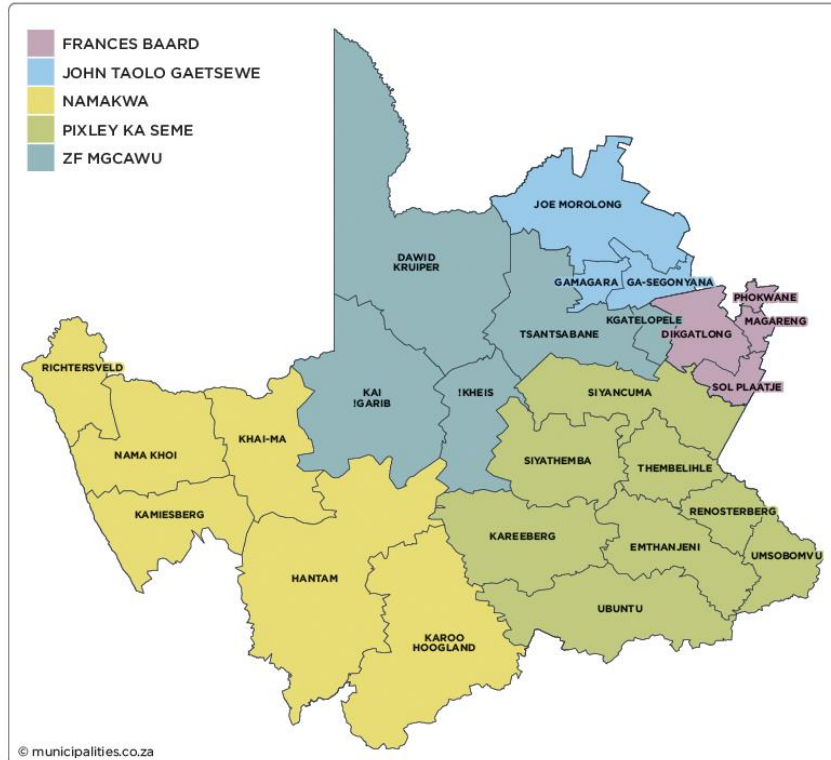 FRANCES BAARD
JOHN TAOLO GAETSEWE
NAMAKWA
PIXLEY KA SEME
ZF MGCAWU
JOE MOROLONG
DAWID
KRUIPER
GAMAGARA
GA-SEGONYANA
PHOKWANE
KGATELOPELE
MAGARENG
TSANTSABANE
DIKGATLONG
RICHTERSVELD
SOL PLAATJE
KAI
!GARIB
!KHEIS
SIYANCUMA
KHAI-MA
NAMA KHOI
SIYATHEMBA
THEMBELIHLE
KAMIESBERG
RENOSTERBERG
KAREEBERG
EMTHANJENI
UMSOBOMVU
HANTAM
UBUNTU
KAROO
HOOGLAND
© municipalities.co.za